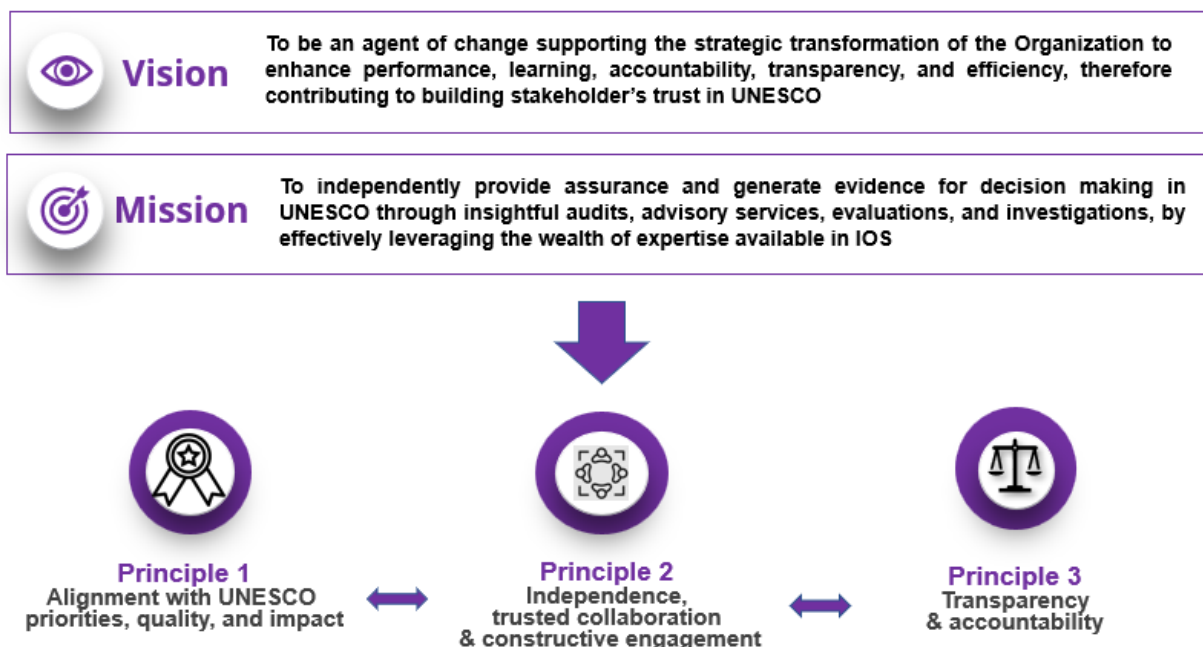 Vision
To be an agent of change supporting the strategic transformation of the Organization to
enhance performance, learning, accountability, transparency, and efficiency, therefore
contributing to building stakeholder’s trust in UNESCO
Mission
To independently provide assurance and generate evidence for decision making in
UNESCO through insightful audits, advisory services, evaluations, and investigations, by
effectively leveraging the wealth of expertise available in IOS
Principle 1
Alignment with UNESCO
priorities, quality, and impact
Principle 2
Independence,
trusted collaboration
& constructive engagement
Principle 3
Transparency
& accountability